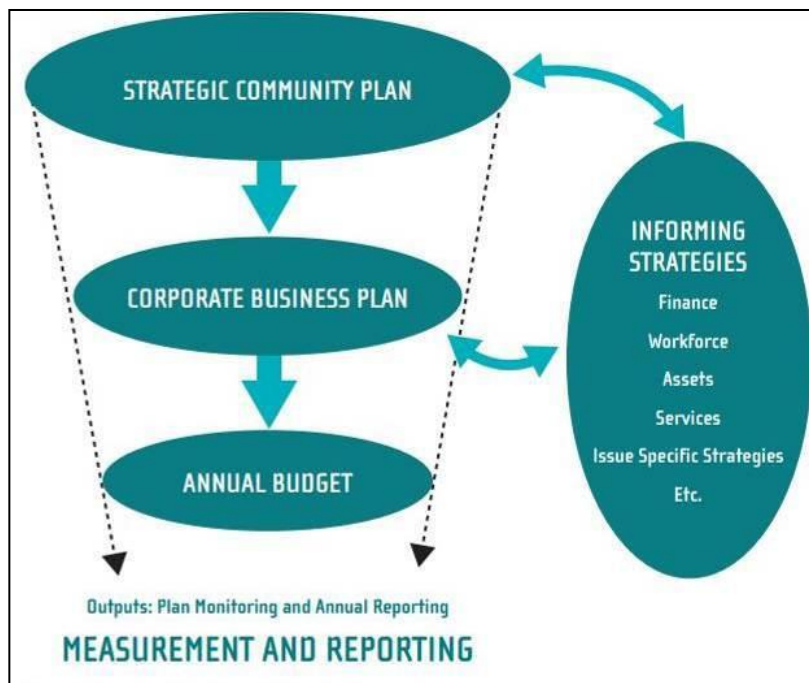 STRATEGIC COMMUNITY PLAN
CORPORATE BUSINESS PLAN
ANNUAL BUDGET
INFORMING
STRATEGIES
Finance
Workforce
Assets
Services
Issue Specific Strategies
Etc.
Outputs: Plan Monitoring and Annual Reporting
MEASUREMENT AND REPORTING